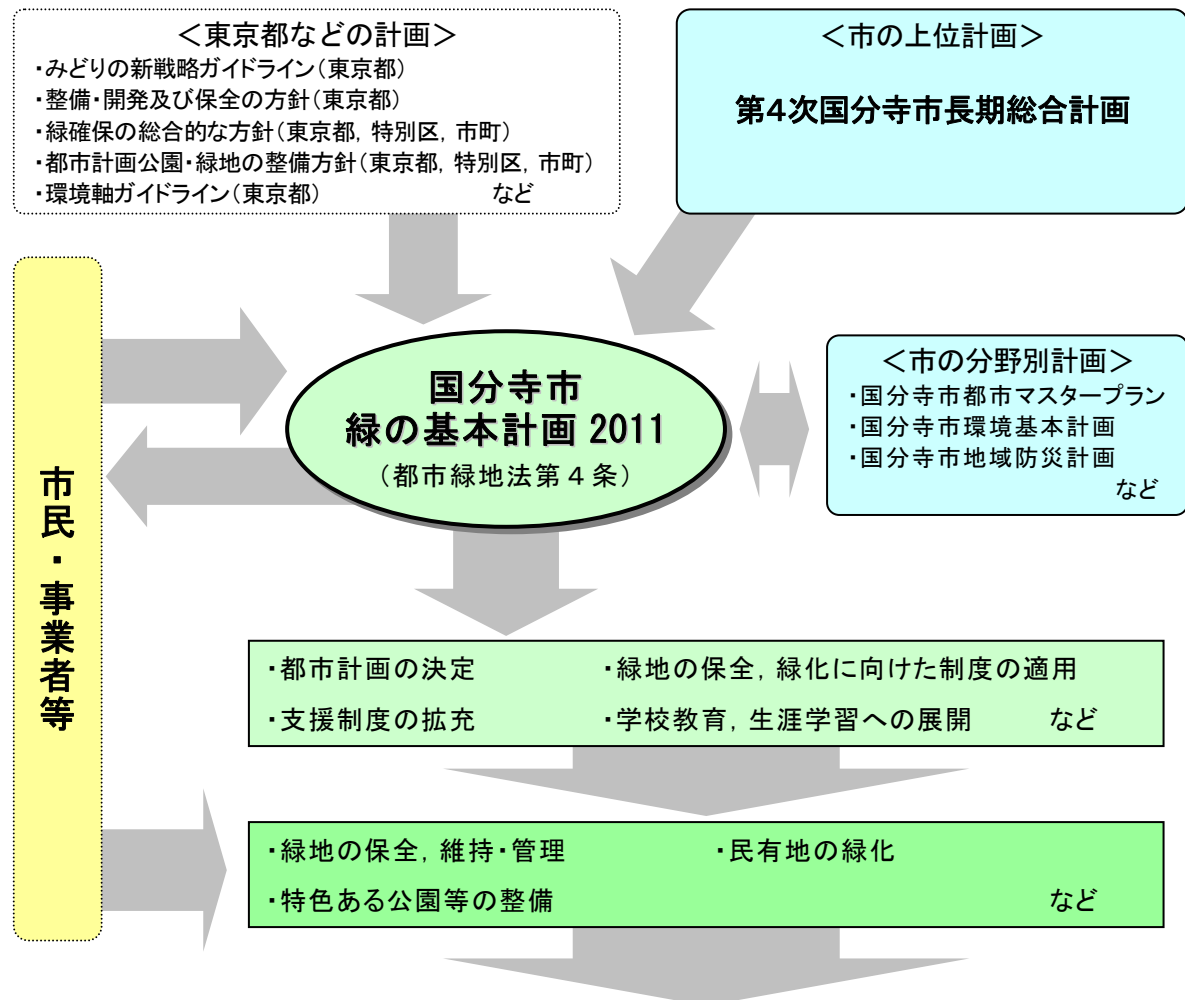 ＜東京都などの計画＞
・みどりの新戦略ガイドライン（東京都）
・整備・開発及び保全の方針（東京都）
・緑確保の総合的な方針（東京都，特別区，市町）
・都市計画公園・緑地の整備方針（東京都，特別区，市町）
・環境軸ガイドライン（東京都） など
＜市の上位計画＞
第４次国分寺市長期総合計画
国分寺市
緑の基本計画 2011
（都市緑地法第４条）
＜市の分野別計画＞
・国分寺市都市マスタープラン
・国分寺市環境基本計画
・国分寺市地域防災計画
など
市民・事業者等
・都市計画の決定 ・緑地の保全，緑化に向けた制度の適用
・支援制度の拡充 ・学校教育，生涯学習への展開 など
・緑地の保全，維持・管理 ・民有地の緑化
・特色ある公園等の整備 など